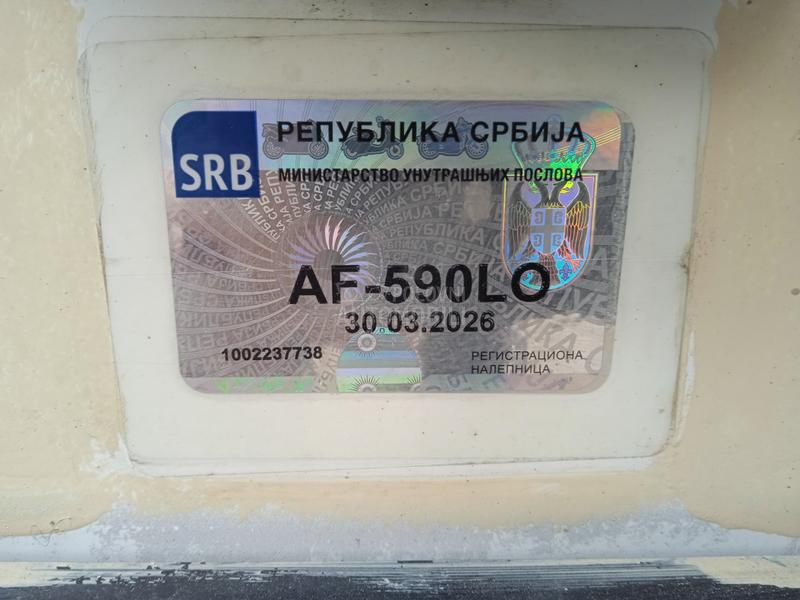 SRB
РЕПУБЛИКА СРБИЈА
МИНИСТАРСТВО УНУТРАШЊИХ ПОСЛОВА
AF-590LO
30.03.2026
1002237738
РЕГИСТРАЦИОНА
НАЛЕПНИЦА